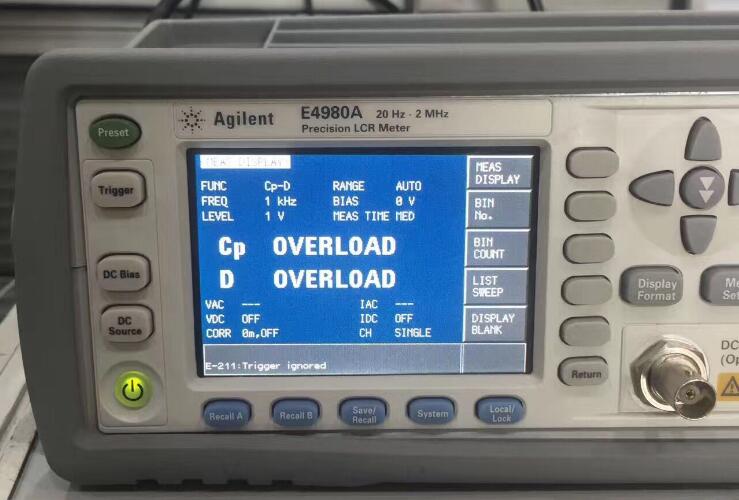 Agilent E4980A 20 Hz - 2 MHz
Precision LCR Meter
Preset
Trigger
DC Bias
DC
Source
MEAS DISPLAY
FUNC Cp-D RANGE AUTO
FREQ 1 kHz BIAS 0 V
LEVEL 1 V MEAS TIME MED
Cp OVERLOAD
D OVERLOAD
VAC --- IAC ---
VDC OFF IDC OFF
CORR 0m,OFF CH SINGLE
E-211:Trigger ignored
MEAS
DISPLAY
BIN
No.
BIN
COUNT
LIST
SWEEP
DISPLAY
BLANK
Return
Display
Format
DC
Recall A
Recall B
Save/
Recall
System
Local/
Lock